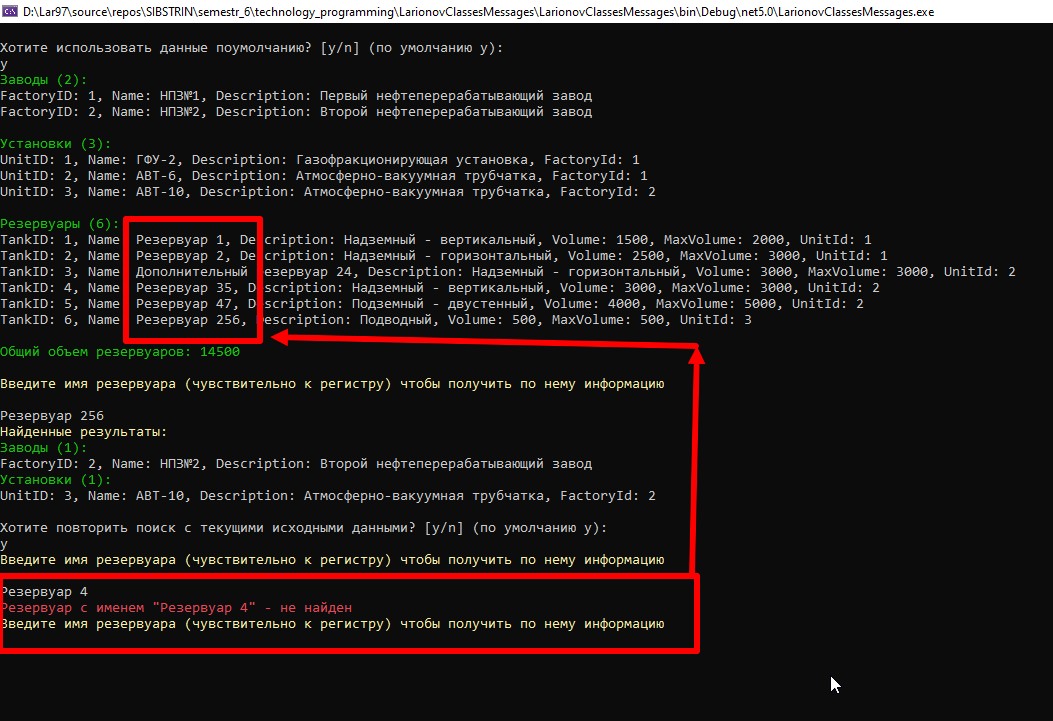 D:\Lar97\source\repos\SIBSTRIN\semestr_6\technology_programming\LarionovClassesMessages\LarionovClassesMessages\bin\Debug\net5.0\LarionovClassesMessages.exe
Хотите использовать данные поумолчанию? [y/n] (по умолчанию y):
y
Заводы (2):
FactoryID: 1, Name: НПЗ№1, Description: Первый нефтеперерабатывающий завод
FactoryID: 2, Name: НПЗ№2, Description: Второй нефтеперерабатывающий завод
Установки (3):
UnitID: 1, Name: ГФУ-2, Description: Газофракционирующая установка, FactoryId: 1
UnitID: 2, Name: АВТ-6, Description: Атмосферно-вакуумная трубчатка, FactoryId: 1
UnitID: 3, Name: АВТ-10, Description: Атмосферно-вакуумная трубчатка, FactoryId: 2
Резервуары (6):
TankID: 1, Name: Резервуар 1, Description: Надземный - вертикальный, Volume: 1500, MaxVolume: 2000, UnitId: 1
TankID: 2, Name: Резервуар 2, Description: Надземный - горизонтальный, Volume: 2500, MaxVolume: 3000, UnitId: 1
TankID: 3, Name: Дополнительный резервуар 24, Description: Надземный - горизонтальный, Volume: 3000, MaxVolume: 3000, UnitId: 2
TankID: 4, Name: Резервуар 35, Description: Надземный - вертикальный, Volume: 3000, MaxVolume: 3000, UnitId: 2
TankID: 5, Name: Резервуар 47, Description: Подземный - двустенный, Volume: 4000, MaxVolume: 5000, UnitId: 2
TankID: 6, Name: Резервуар 256, Description: Подводный, Volume: 500, MaxVolume: 500, UnitId: 3
Общий объем резервуаров: 14500
Введите имя резервуара (чувствительно к регистру) чтобы получить по нему информацию
Резервуар 256
Найденные результаты:
Заводы (1):
FactoryID: 2, Name: НПЗ№2, Description: Второй нефтеперерабатывающий завод
Установки (1):
UnitID: 3, Name: АВТ-10, Description: Атмосферно-вакуумная трубчатка, FactoryId: 2
Хотите повторить поиск с текущими исходными данными? [y/n] (по умолчанию y):
y
Введите имя резервуара (чувствительно к регистру) чтобы получить по нему информацию
Резервуар 4
Резервуар с именем "Резервуар 4" - не найден
Введите имя резервуара (чувствительно к регистру) чтобы получить по нему информацию